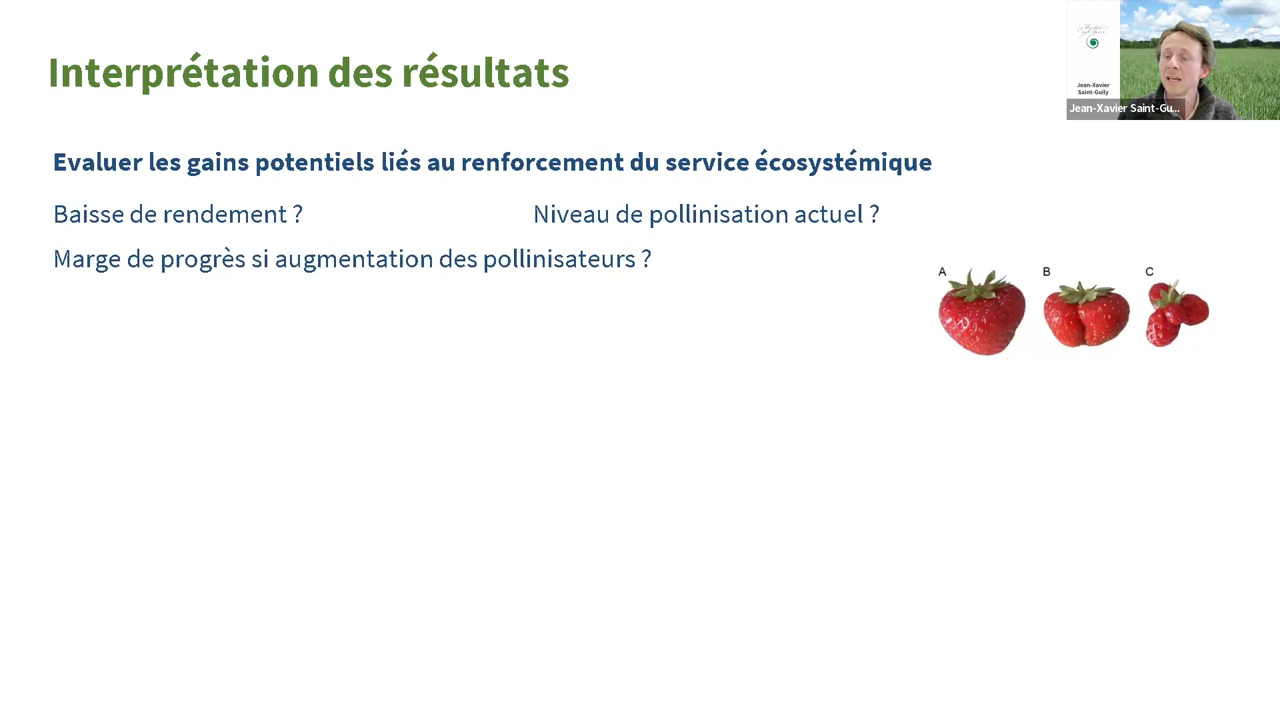 Interprétation des résultats
Jean-Xavier
Saint-Guily
Jean-Xavier Saint-Gu...
Evaluer les gains potentiels liés au renforcement du service écosystémique
Baisse de rendement ?
Niveau de pollinisation actuel ?
Marge de progrès si augmentation des pollinisateurs ?
A
B
C